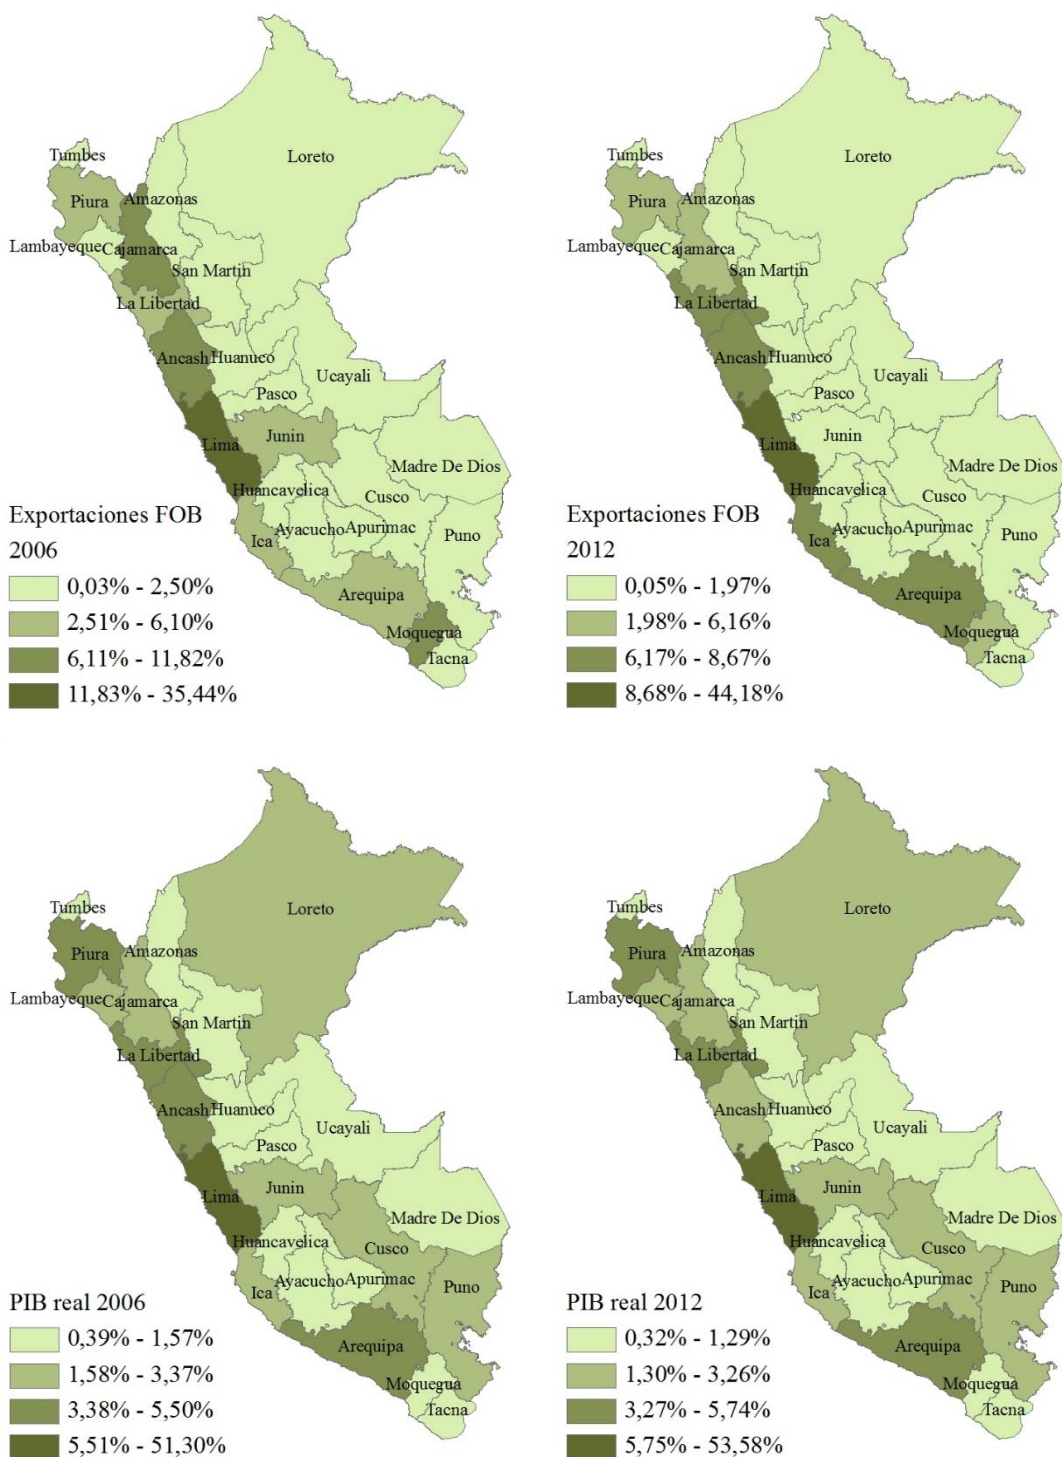 Tumbes
Loreto
Piura
Amazonas
Lambayeque
Cajamarca
San Martin
La Libertad
Ancash
Huanuco
Ucayali
Pasco
Lima
Junin
Madre De Dios
Huancavelica
Cusco
Ayacucho
Apurimac
Puno
Ica
Arequipa
Moquegua
Tacna
Exportaciones FOB
2006
0,03% - 2,50%
2,51% - 6,10%
6,11% - 11,82%
11,83% - 35,44%
Tumbes
Loreto
Piura
Amazonas
Lambayeque
Cajamarca
San Martin
La Libertad
Ancash
Huanuco
Ucayali
Pasco
Lima
Junin
Madre De Dios
Huancavelica
Cusco
Ayacucho
Apurimac
Puno
Ica
Arequipa
Moquegua
Tacna
Exportaciones FOB
2012
0,05% - 1,97%
1,98% - 6,16%
6,17% - 8,67%
8,68% - 44,18%
Tumbes
Loreto
Piura
Amazonas
Lambayeque
Cajamarca
San Martin
La Libertad
Ancash
Huanuco
Ucayali
Pasco
Lima
Junin
Madre De Dios
Huancavelica
Cusco
Ayacucho
Apurimac
Puno
Ica
Arequipa
Moquegua
Tacna
PIB real 2006
0,39% - 1,57%
1,58% - 3,37%
3,38% - 5,50%
5,51% - 51,30%
Tumbes
Loreto
Piura
Amazonas
Lambayeque
Cajamarca
San Martin
La Libertad
Ancash
Huanuco
Ucayali
Pasco
Lima
Junin
Madre De Dios
Huancavelica
Cusco
Ayacucho
Apurimac
Puno
Ica
Arequipa
Moquegua
Tacna
PIB real 2012
0,32% - 1,29%
1,30% - 3,26%
3,27% - 5,74%
5,75% - 53,58%